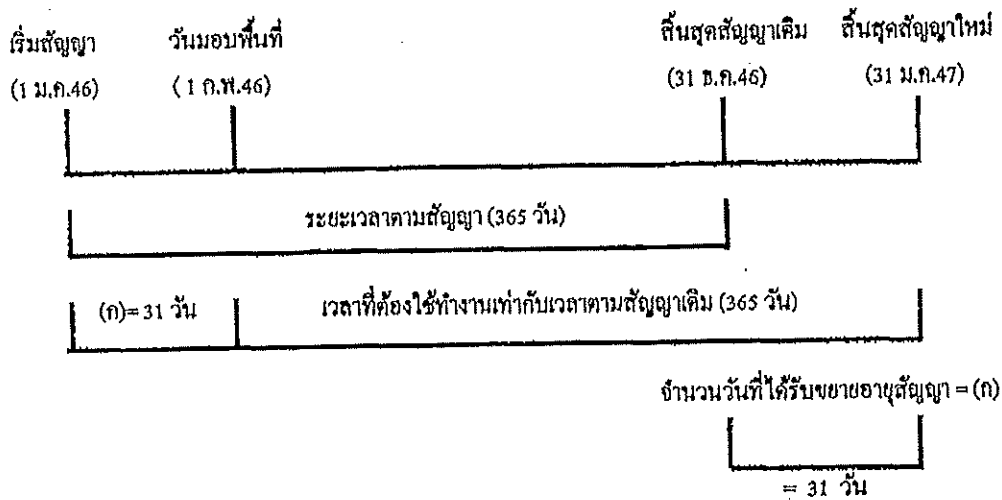 เริ่มสัญญา วันมอบพื้นที่ สิ้นสุดสัญญาเดิม สิ้นสุดสัญญาใหม่
(1 ม.ค.46) (1 ก.พ.46) (31 ธ.ค.46) (31 ม.ค.47)
ระยะเวลาตามสัญญา (365 วัน)
(ก)= 31 วัน เวลาที่ต้องใช้ทำงานเท่ากับเวลาตามสัญญาเดิม (365 วัน)
จำนวนวันที่ได้รับขยายอายุสัญญา = (ก)
= 31 วัน